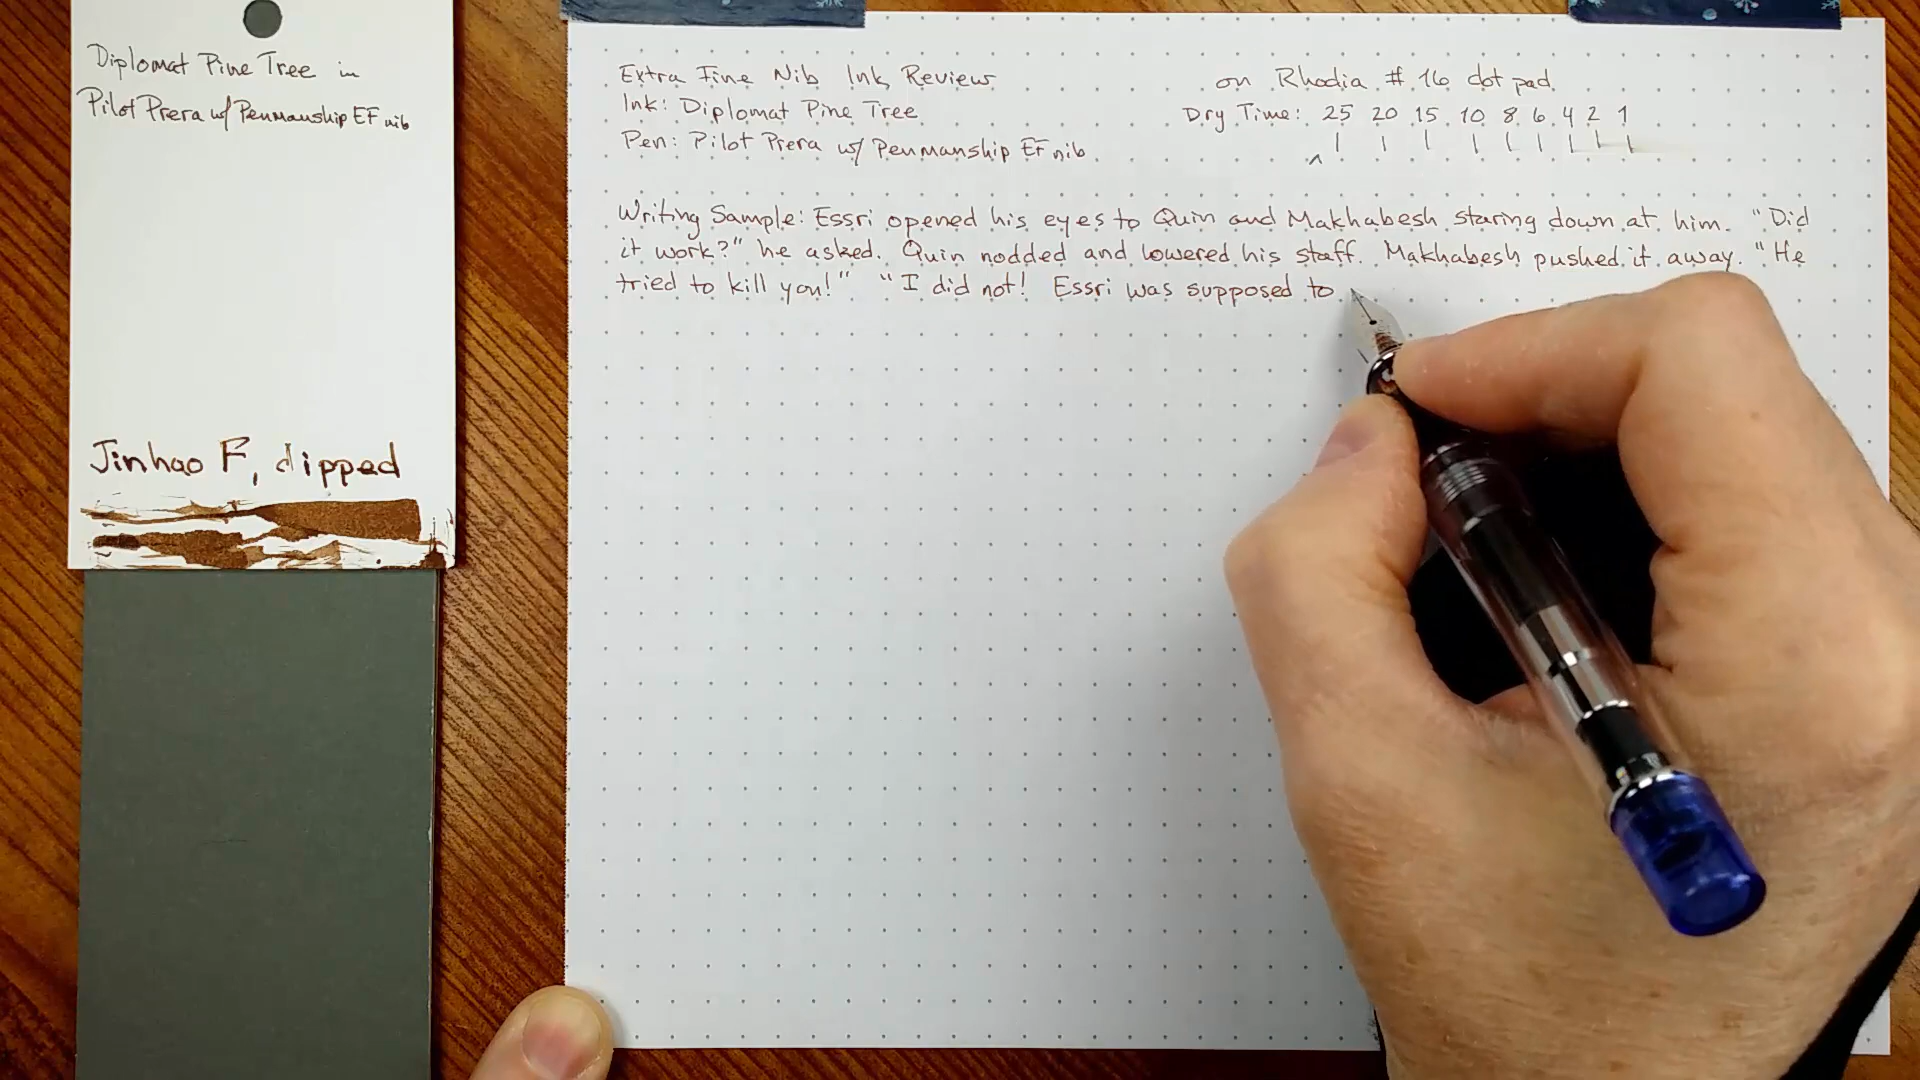 Diplomat Pine Tree in
Pilot Prera w/ Penmanship EF nib
Jinhao F, dipped
Extra Fine Nib Ink Review
on Rhodia # 16 dot pad
Ink: Diplomat Pine Tree
Dry Time: 25 20 15 10 8 6 4 2 1
Pen: Pilot Prera w/ Penmanship EF nib
Writing Sample: Essri opened his eyes to Quin and Makhabesh staring down at him. "Did
it work?" he asked. Quin nodded and lowered his staff. Makhabesh pushed it away. "He
tried to kill you!" "I did not! Essri was supposed to